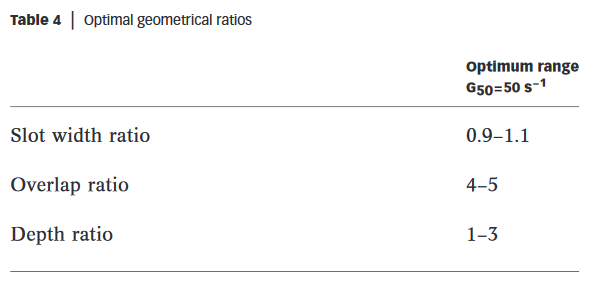 Table 4 | Optimal geometrical ratios
Optimum range
G50=50 s−1
Slot width ratio 0.9–1.1
Overlap ratio 4–5
Depth ratio 1–3